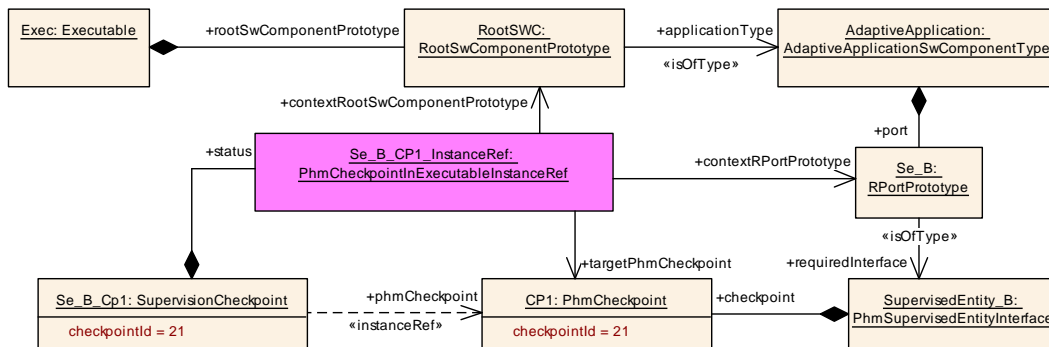 Exec: Executable
+rootSwComponentPrototype
RootSWC:
RootSwComponentPrototype
+applicationType
«isOfType»
AdaptiveApplication:
AdaptiveApplicationSwComponentType
+contextRootSwComponentPrototype
+port
+status
Se_B_CP1_InstanceRef:
PhmCheckpointInExecutableInstanceRef
+contextRPortPrototype
Se_B:
RPortPrototype
«isOfType»
+targetPhmCheckpoint
+requiredInterface
Se_B_Cp1: SupervisionCheckpoint
checkpointId = 21
+phmCheckpoint
«instanceRef»
CP1: PhmCheckpoint
checkpointId = 21
+checkpoint
SupervisedEntity_B:
PhmSupervisedEntityInterface